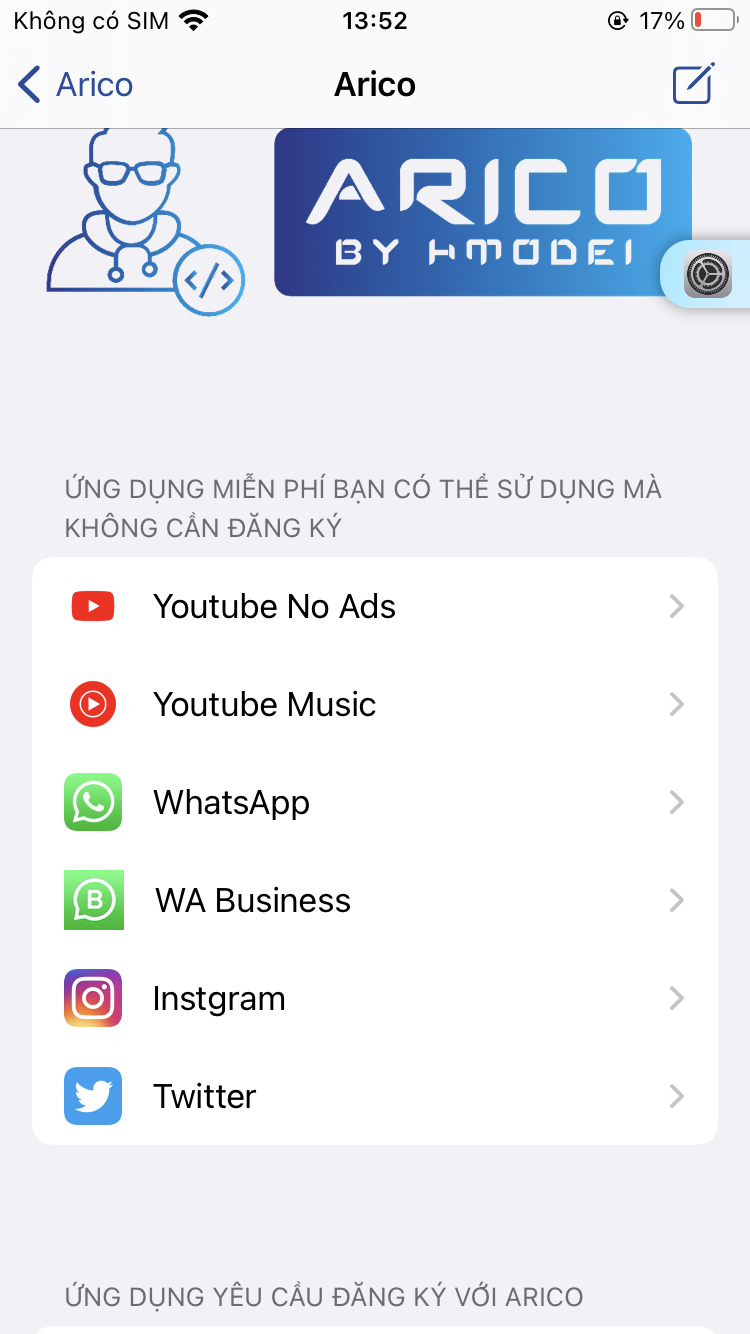 Không có SIM 13:52 17%
Arico Arico
ARICO
BY HMODEI
</>
ỨNG DỤNG MIỄN PHÍ BẠN CÓ THỂ SỬ DỤNG MÀ
KHÔNG CẦN ĐĂNG KÝ
Youtube No Ads
Youtube Music
WhatsApp
B WA Business
Instgram
Twitter
ỨNG DỤNG YÊU CẦU ĐĂNG KÝ VỚI ARICO